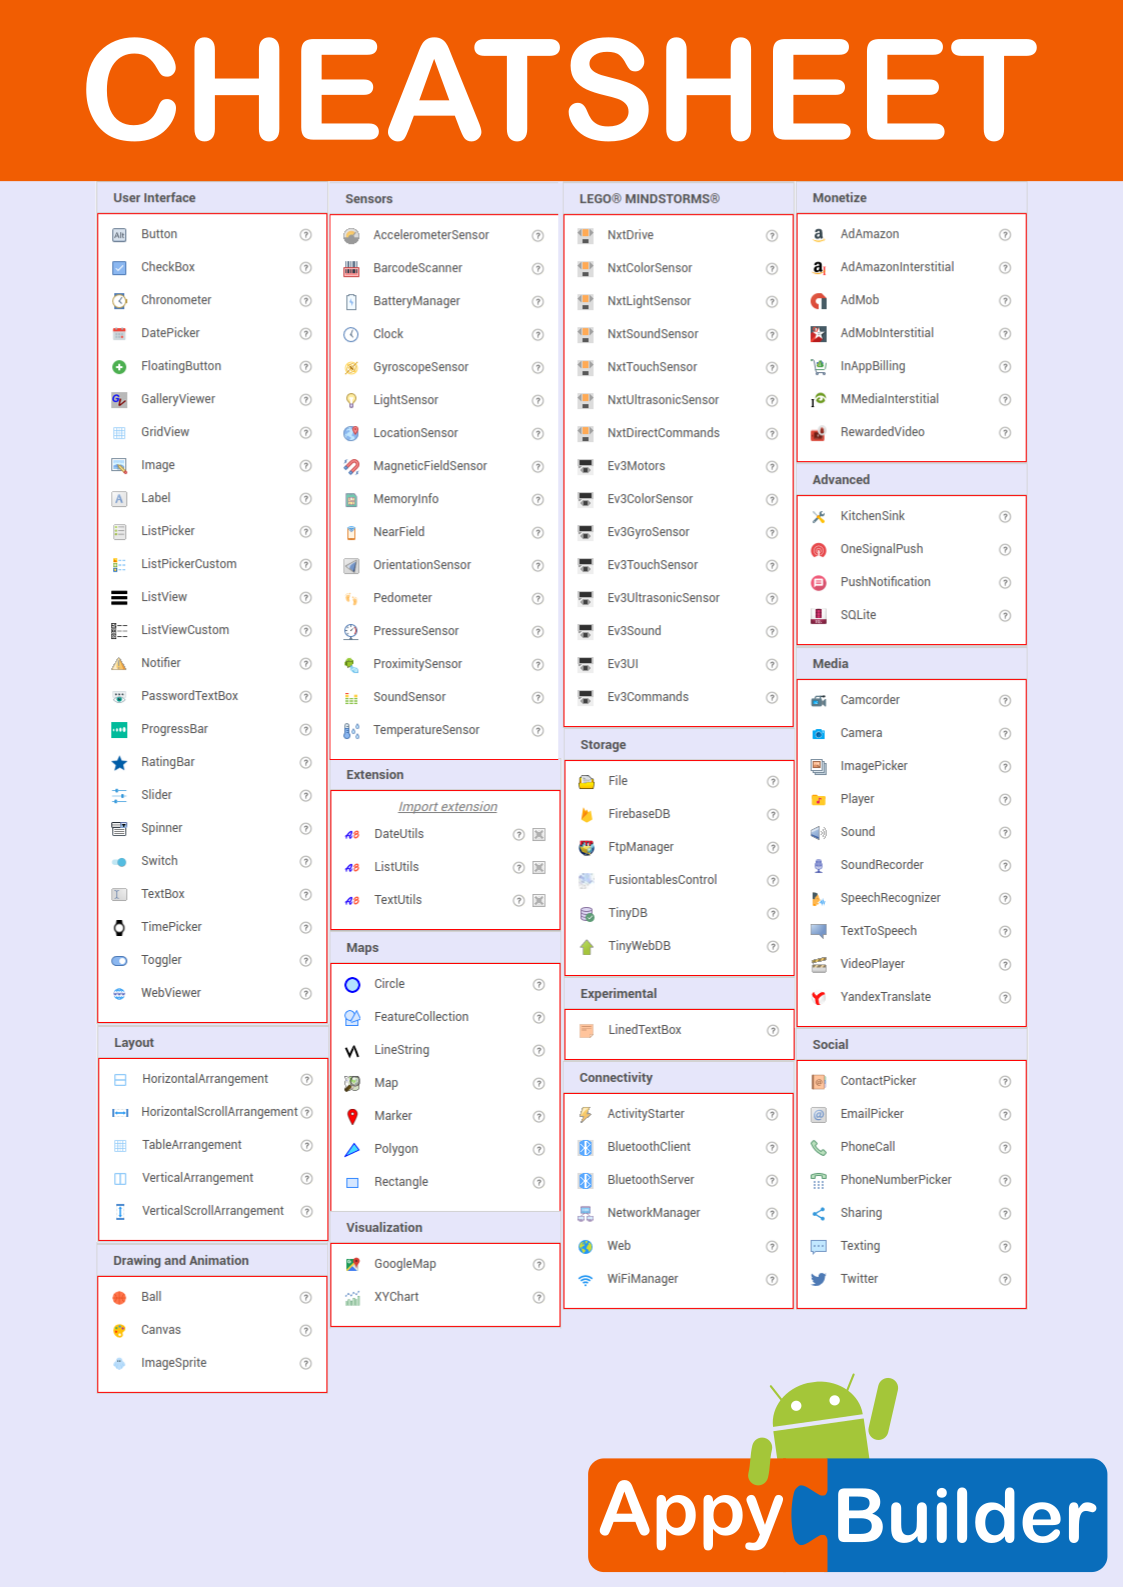 CHEATSHEET
User Interface
Button
CheckBox
Chronometer
DatePicker
FloatingButton
GalleryViewer
GridView
Image
Label
ListPicker
ListPickerCustom
ListView
ListViewCustom
Notifier
PasswordTextBox
ProgressBar
RatingBar
Slider
Spinner
Switch
TextBox
TimePicker
Toggler
WebViewer
Layout
HorizontalArrangement
HorizontalScrollArrangement
TableArrangement
VerticalArrangement
VerticalScrollArrangement
Drawing and Animation
Ball
Canvas
ImageSprite
Sensors
AccelerometerSensor
BarcodeScanner
BatteryManager
Clock
GyroscopeSensor
LightSensor
LocationSensor
MagneticFieldSensor
MemoryInfo
NearField
OrientationSensor
Pedometer
PressureSensor
ProximitySensor
SoundSensor
TemperatureSensor
Extension
Import extension
DateUtils
ListUtils
TextUtils
Maps
Circle
FeatureCollection
LineString
Map
Marker
Polygon
Rectangle
Visualization
GoogleMap
XYChart
LEGO® MINDSTORMS®
NxtDrive
NxtColorSensor
NxtLightSensor
NxtSoundSensor
NxtTouchSensor
NxtUltrasonicSensor
NxtDirectCommands
Ev3Motors
Ev3ColorSensor
Ev3GyroSensor
Ev3TouchSensor
Ev3UltrasonicSensor
Ev3Sound
Ev3UI
Ev3Commands
Storage
File
FirebaseDB
FtpManager
FusiontablesControl
TinyDB
TinyWebDB
Experimental
LinedTextBox
Connectivity
ActivityStarter
BluetoothClient
BluetoothServer
NetworkManager
Web
WiFiManager
Monetize
AdAmazon
AdAmazonInterstitial
AdMob
AdMobInterstitial
InAppBilling
MMediaInterstitial
RewardedVideo
Advanced
KitchenSink
OneSignalPush
PushNotification
SQLite
Media
Camcorder
Camera
ImagePicker
Player
Sound
SoundRecorder
SpeechRecognizer
TextToSpeech
VideoPlayer
YandexTranslate
Social
ContactPicker
EmailPicker
PhoneCall
PhoneNumberPicker
Sharing
Texting
Twitter
Appy Builder